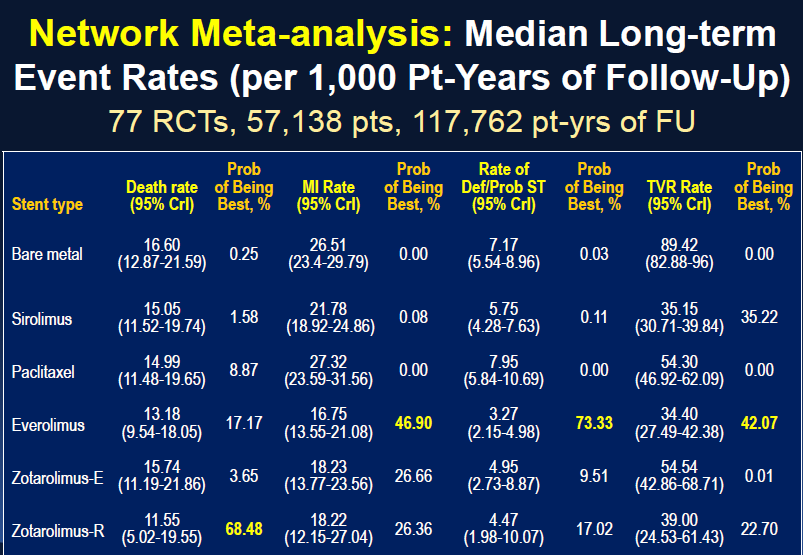 Network Meta-analysis: Median Long-term
Event Rates (per 1,000 Pt-Years of Follow-Up)
77 RCTs, 57,138 pts, 117,762 pt-yrs of FU
Stent type Death rate (95% CrI) Prob of Being Best, % MI Rate (95% CrI) Prob of Being Best, % Rate of Def/Prob ST (95% CrI) Prob of Being Best, % TVR Rate (95% CrI) Prob of Being Best, %
Bare metal 16.60 (12.87-21.59) 0.25 26.51 (23.4-29.79) 0.00 7.17 (5.54-8.96) 0.03 89.42 (82.88-96) 0.00
Sirolimus 15.05 (11.52-19.74) 1.58 21.78 (18.92-24.86) 0.08 5.75 (4.28-7.63) 0.11 35.15 (30.71-39.84) 35.22
Paclitaxel 14.99 (11.48-19.65) 8.87 27.32 (23.59-31.56) 0.00 7.95 (5.84-10.69) 0.00 54.30 (46.92-62.09) 0.00
Everolimus 13.18 (9.54-18.05) 17.17 16.75 (13.55-21.08) 46.90 3.27 (2.15-4.98) 73.33 34.40 (27.49-42.38) 42.07
Zotarolimus-E 15.74 (11.19-21.86) 3.65 18.23 (13.77-23.56) 26.66 4.95 (2.73-8.87) 9.51 54.54 (42.86-68.71) 0.01
Zotarolimus-R 11.55 (5.02-19.55) 68.48 18.22 (12.15-27.04) 26.36 4.47 (1.98-10.07) 17.02 39.00 (24.53-61.43) 22.70